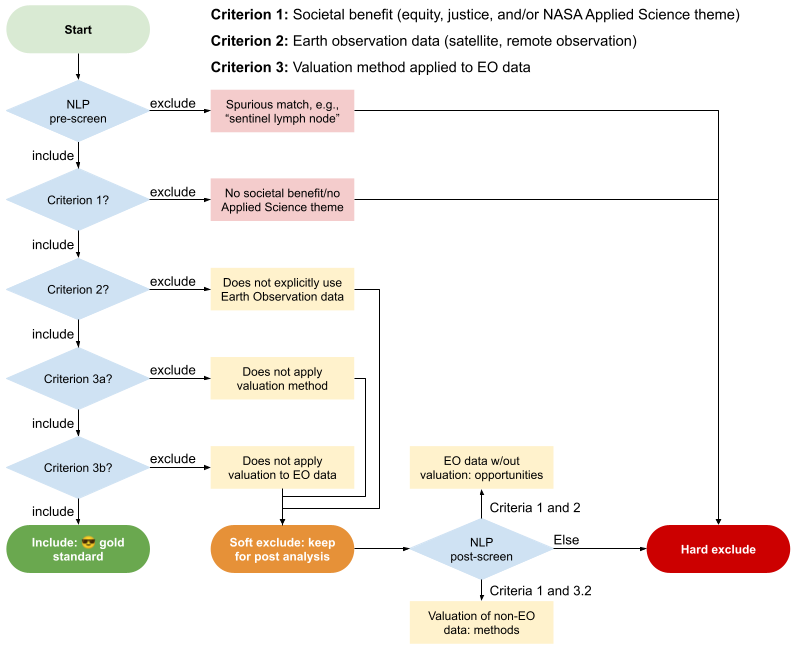 Criterion 1: Societal benefit (equity, justice, and/or NASA Applied Science theme)
Criterion 2: Earth observation data (satellite, remote observation)
Criterion 3: Valuation method applied to EO data
Start
NLP
pre-screen
exclude
Spurious match, e.g.,
“sentinel lymph node”
include
Criterion 1?
exclude
No societal benefit/no
Applied Science theme
include
Criterion 2?
exclude
Does not explicitly use
Earth Observation data
include
Criterion 3a?
exclude
Does not apply
valuation method
include
Criterion 3b?
exclude
Does not apply
valuation to EO data
include
Include: 😎 gold
standard
Soft exclude: keep
for post analysis
EO data w/out
valuation: opportunities
Criteria 1 and 2
NLP
post-screen
Else
Hard exclude
Criteria 1 and 3.2
Valuation of non-EO
data: methods